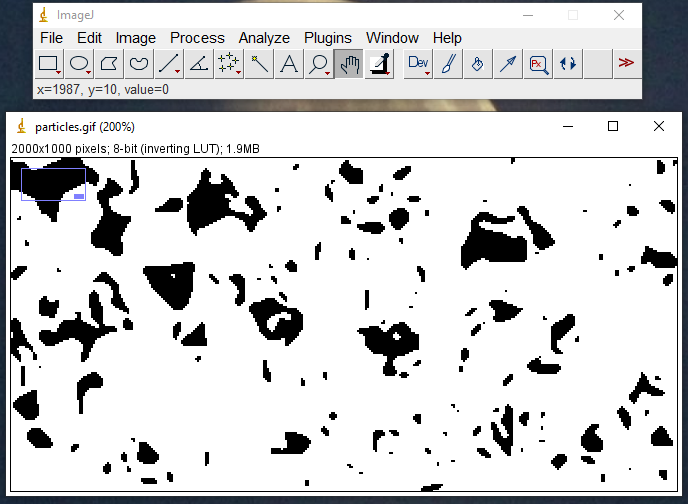 ImageJ
File Edit Image Process Analyze Plugins Window Help
A Dev Px >>
x=1987, y=10, value=0
particles.gif (200%)
2000x1000 pixels; 8-bit (inverting LUT); 1.9MB